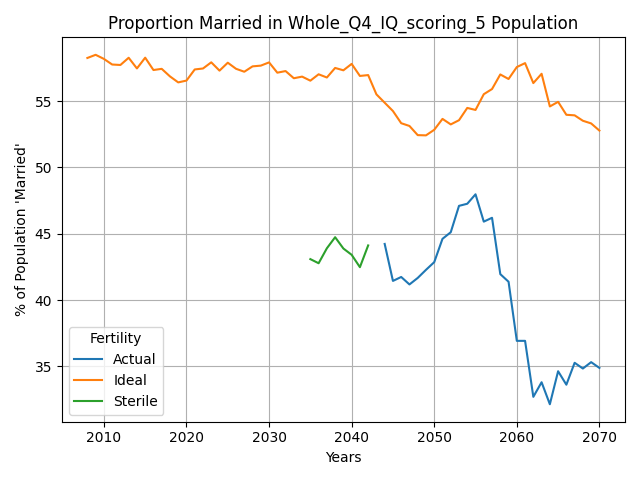 Proportion Married in Whole_Q4_IQ_scoring_5 Population
% of Population 'Married'
55
50
45
40
35
Fertility
Actual
Ideal
Sterile
2010 2020 2030 2040 2050 2060 2070
Years